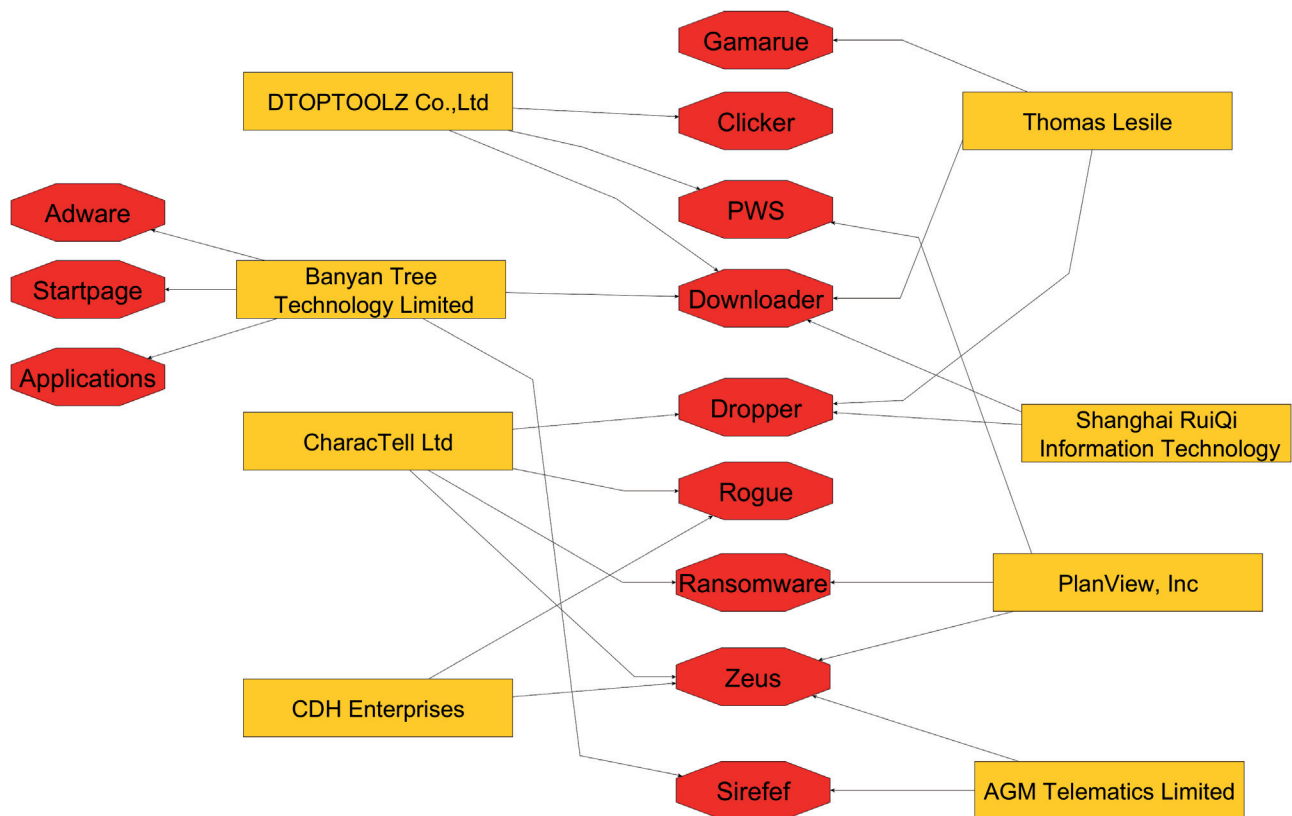 Gamarue
DTOPTOOLZ Co.,Ltd
Clicker
Thomas Lesile
Adware
PWS
Startpage
Banyan Tree
Technology Limited
Downloader
Applications
Dropper
CharacTell Ltd
Shanghai RuiQi
Information Technology
Rogue
Ransomware
PlanView, Inc
Zeus
CDH Enterprises
Sirefef
AGM Telematics Limited